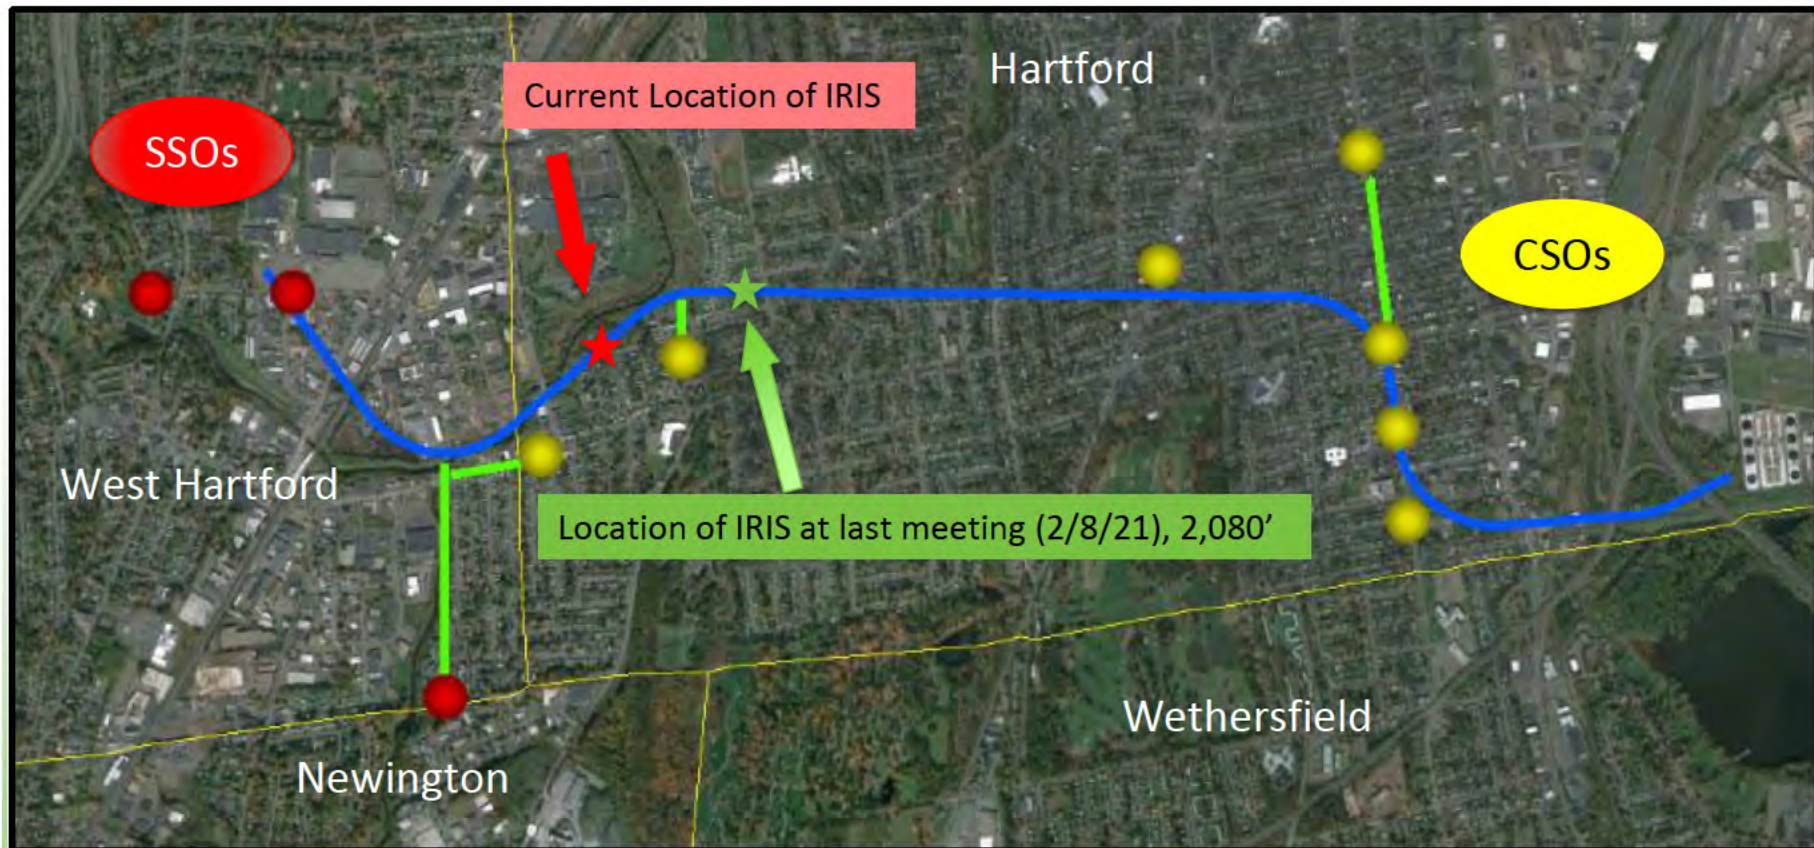 Hartford
Current Location of IRIS
SSOs
CSOs
West Hartford
Location of IRIS at last meeting (2/8/21), 2,080’
Wethersfield
Newington